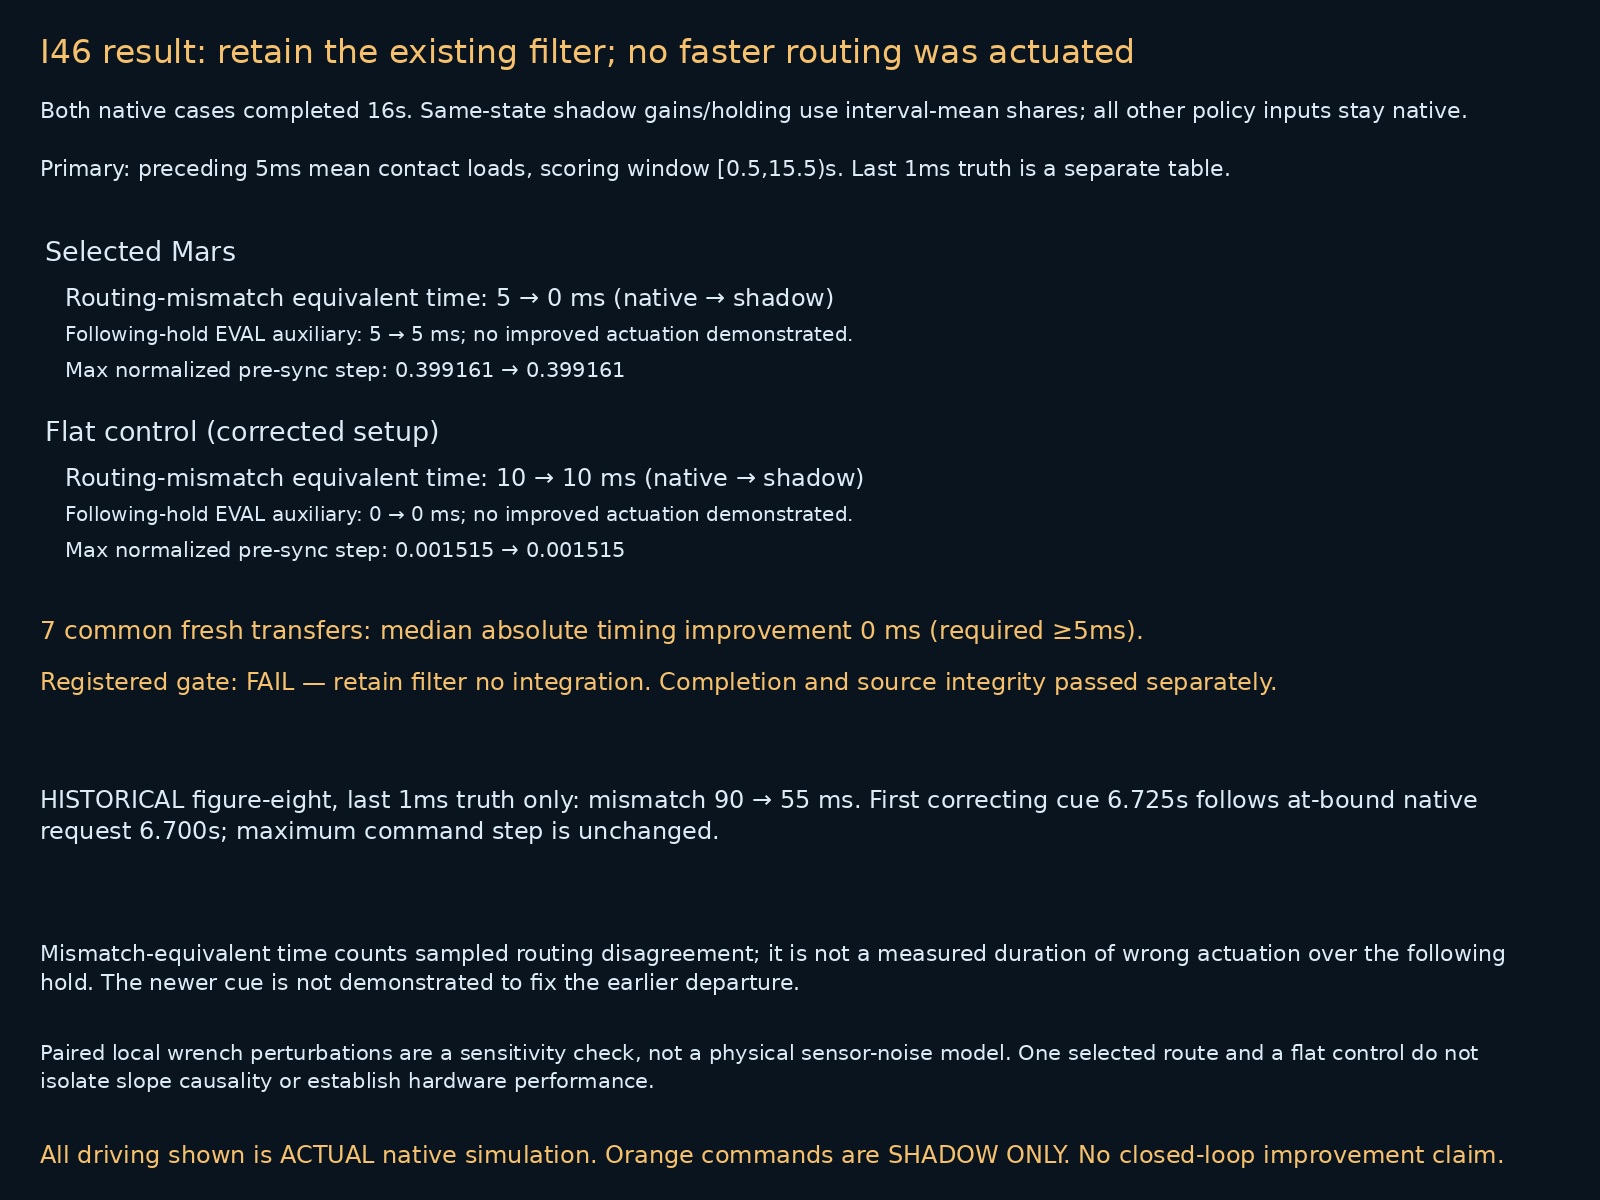 I46 result: retain the existing filter; no faster routing was actuated
Both native cases completed 16s. Same-state shadow gains/holding use interval-mean shares; all other policy inputs stay native.
Primary: preceding 5ms mean contact loads, scoring window [0.5,15.5)s. Last 1ms truth is a separate table.
Selected Mars
Routing-mismatch equivalent time: 5 → 0 ms (native → shadow)
Following-hold EVAL auxiliary: 5 → 5 ms; no improved actuation demonstrated.
Max normalized pre-sync step: 0.399161 → 0.399161
Flat control (corrected setup)
Routing-mismatch equivalent time: 10 → 10 ms (native → shadow)
Following-hold EVAL auxiliary: 0 → 0 ms; no improved actuation demonstrated.
Max normalized pre-sync step: 0.001515 → 0.001515
7 common fresh transfers: median absolute timing improvement 0 ms (required ≥5ms).
Registered gate: FAIL — retain filter no integration. Completion and source integrity passed separately.
HISTORICAL figure-eight, last 1ms truth only: mismatch 90 → 55 ms. First correcting cue 6.725s follows at-bound native
request 6.700s; maximum command step is unchanged.
Mismatch-equivalent time counts sampled routing disagreement; it is not a measured duration of wrong actuation over the following
hold. The newer cue is not demonstrated to fix the earlier departure.
Paired local wrench perturbations are a sensitivity check, not a physical sensor-noise model. One selected route and a flat control do not
isolate slope causality or establish hardware performance.
All driving shown is ACTUAL native simulation. Orange commands are SHADOW ONLY. No closed-loop improvement claim.